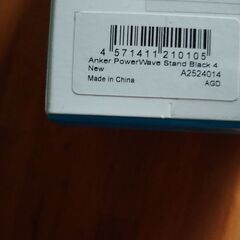 4 571411 210105
Anker PowerWave Stand Black 4
New
A2524014
Made in China
AGD